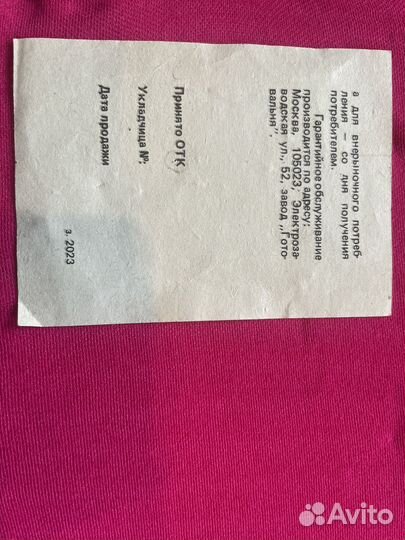 а для внерыночного потреб-
ления — со дня получения
потребителем.
Гарантийное обслуживание
производится по адресу:
Москва, 105023, Электроза-
водская ул., 52, завод „Гото-
вальня”.
Принято ОТК
Укладчица №:
Дата продажи
з. 2023
Avito